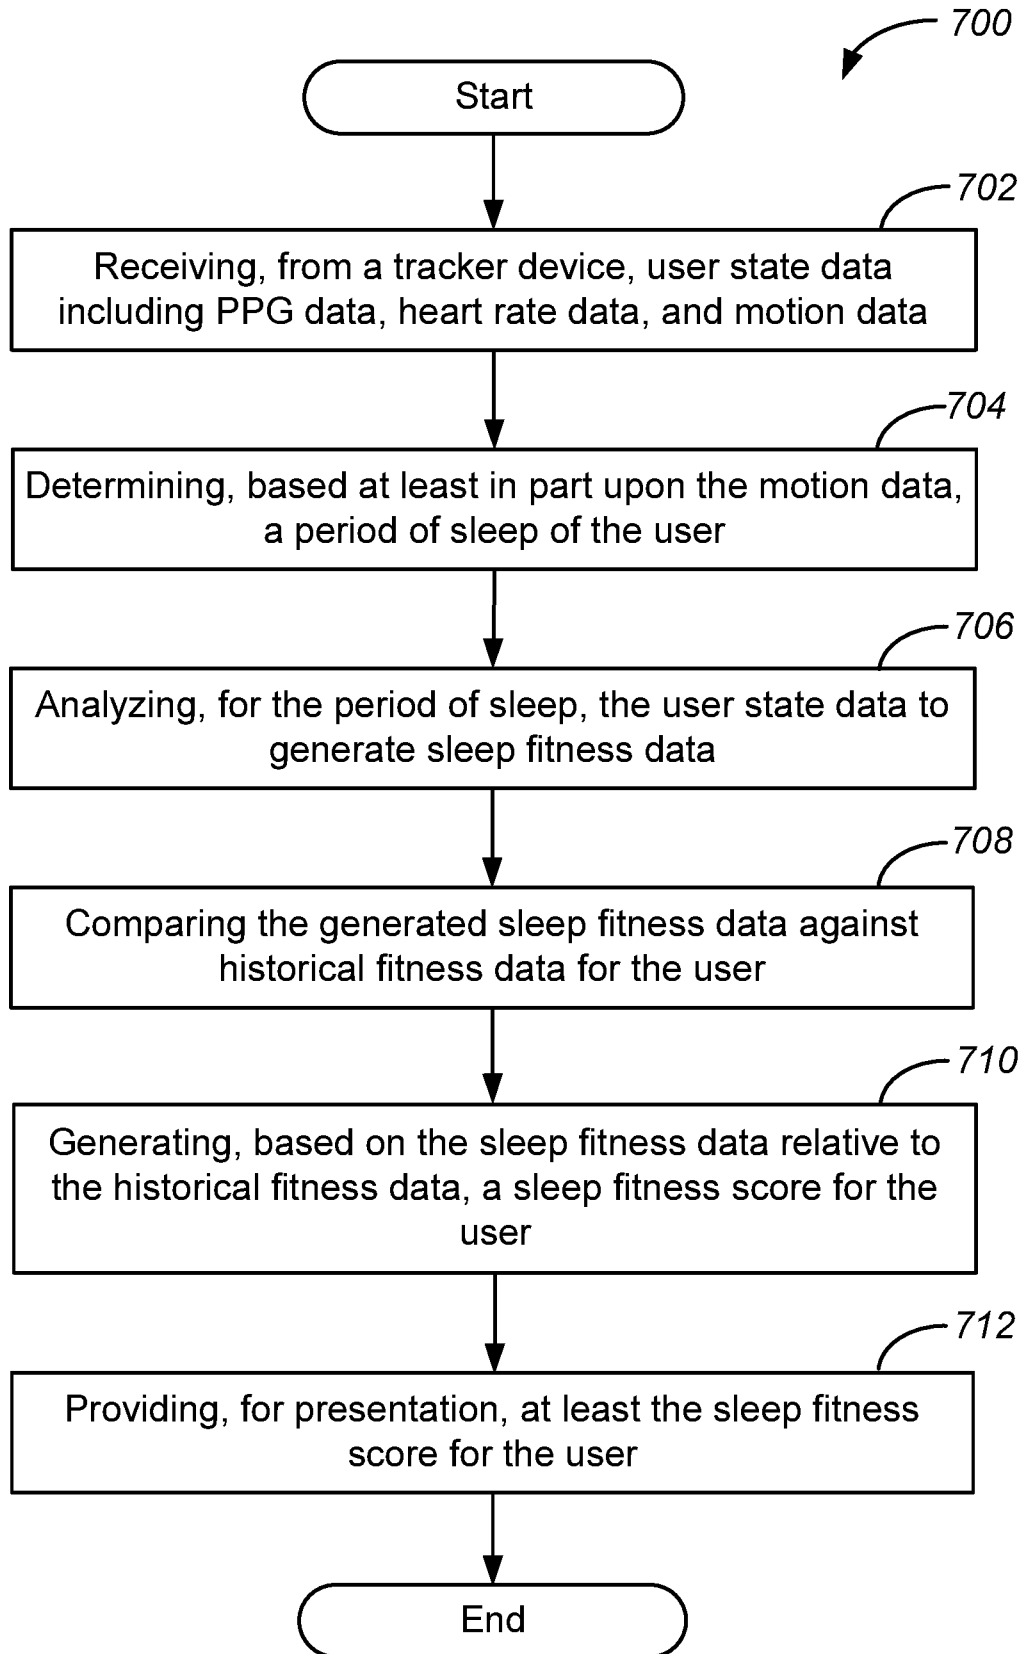 700
Start
702
Receiving, from a tracker device, user state data
including PPG data, heart rate data, and motion data
704
Determining, based at least in part upon the motion data,
a period of sleep of the user
706
Analyzing, for the period of sleep, the user state data to
generate sleep fitness data
708
Comparing the generated sleep fitness data against
historical fitness data for the user
710
Generating, based on the sleep fitness data relative to
the historical fitness data, a sleep fitness score for the
user
712
Providing, for presentation, at least the sleep fitness
score for the user
End